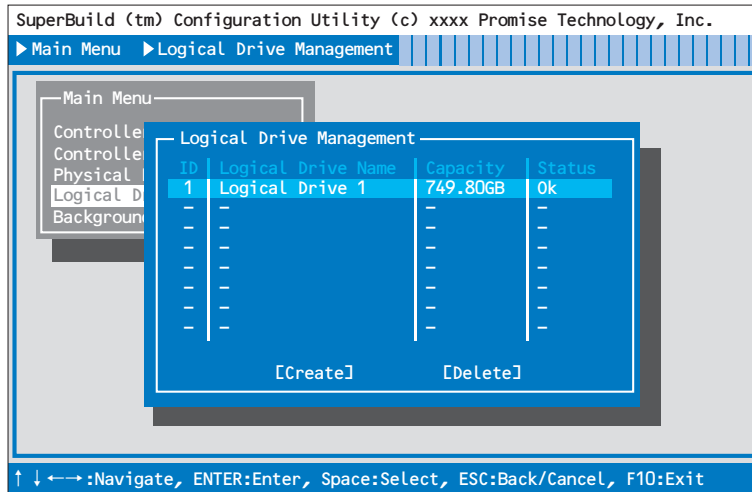 SuperBuild (tm) Configuration Utility (c) xxxx Promise Technology, Inc.
▶Main Menu ▶Logical Drive Management
Main Menu
Controlle
Controlle
Physical
Logical D
Backgroun
Logical Drive Management
ID Logical Drive Name Capacity Status
1 Logical Drive 1 749.80GB Ok
– – – –
– – – –
– – – –
– – – –
– – – –
– – – –
– – – –
[Create] [Delete]
↑↓←→:Navigate, ENTER:Enter, Space:Select, ESC:Back/Cancel, F10:Exit